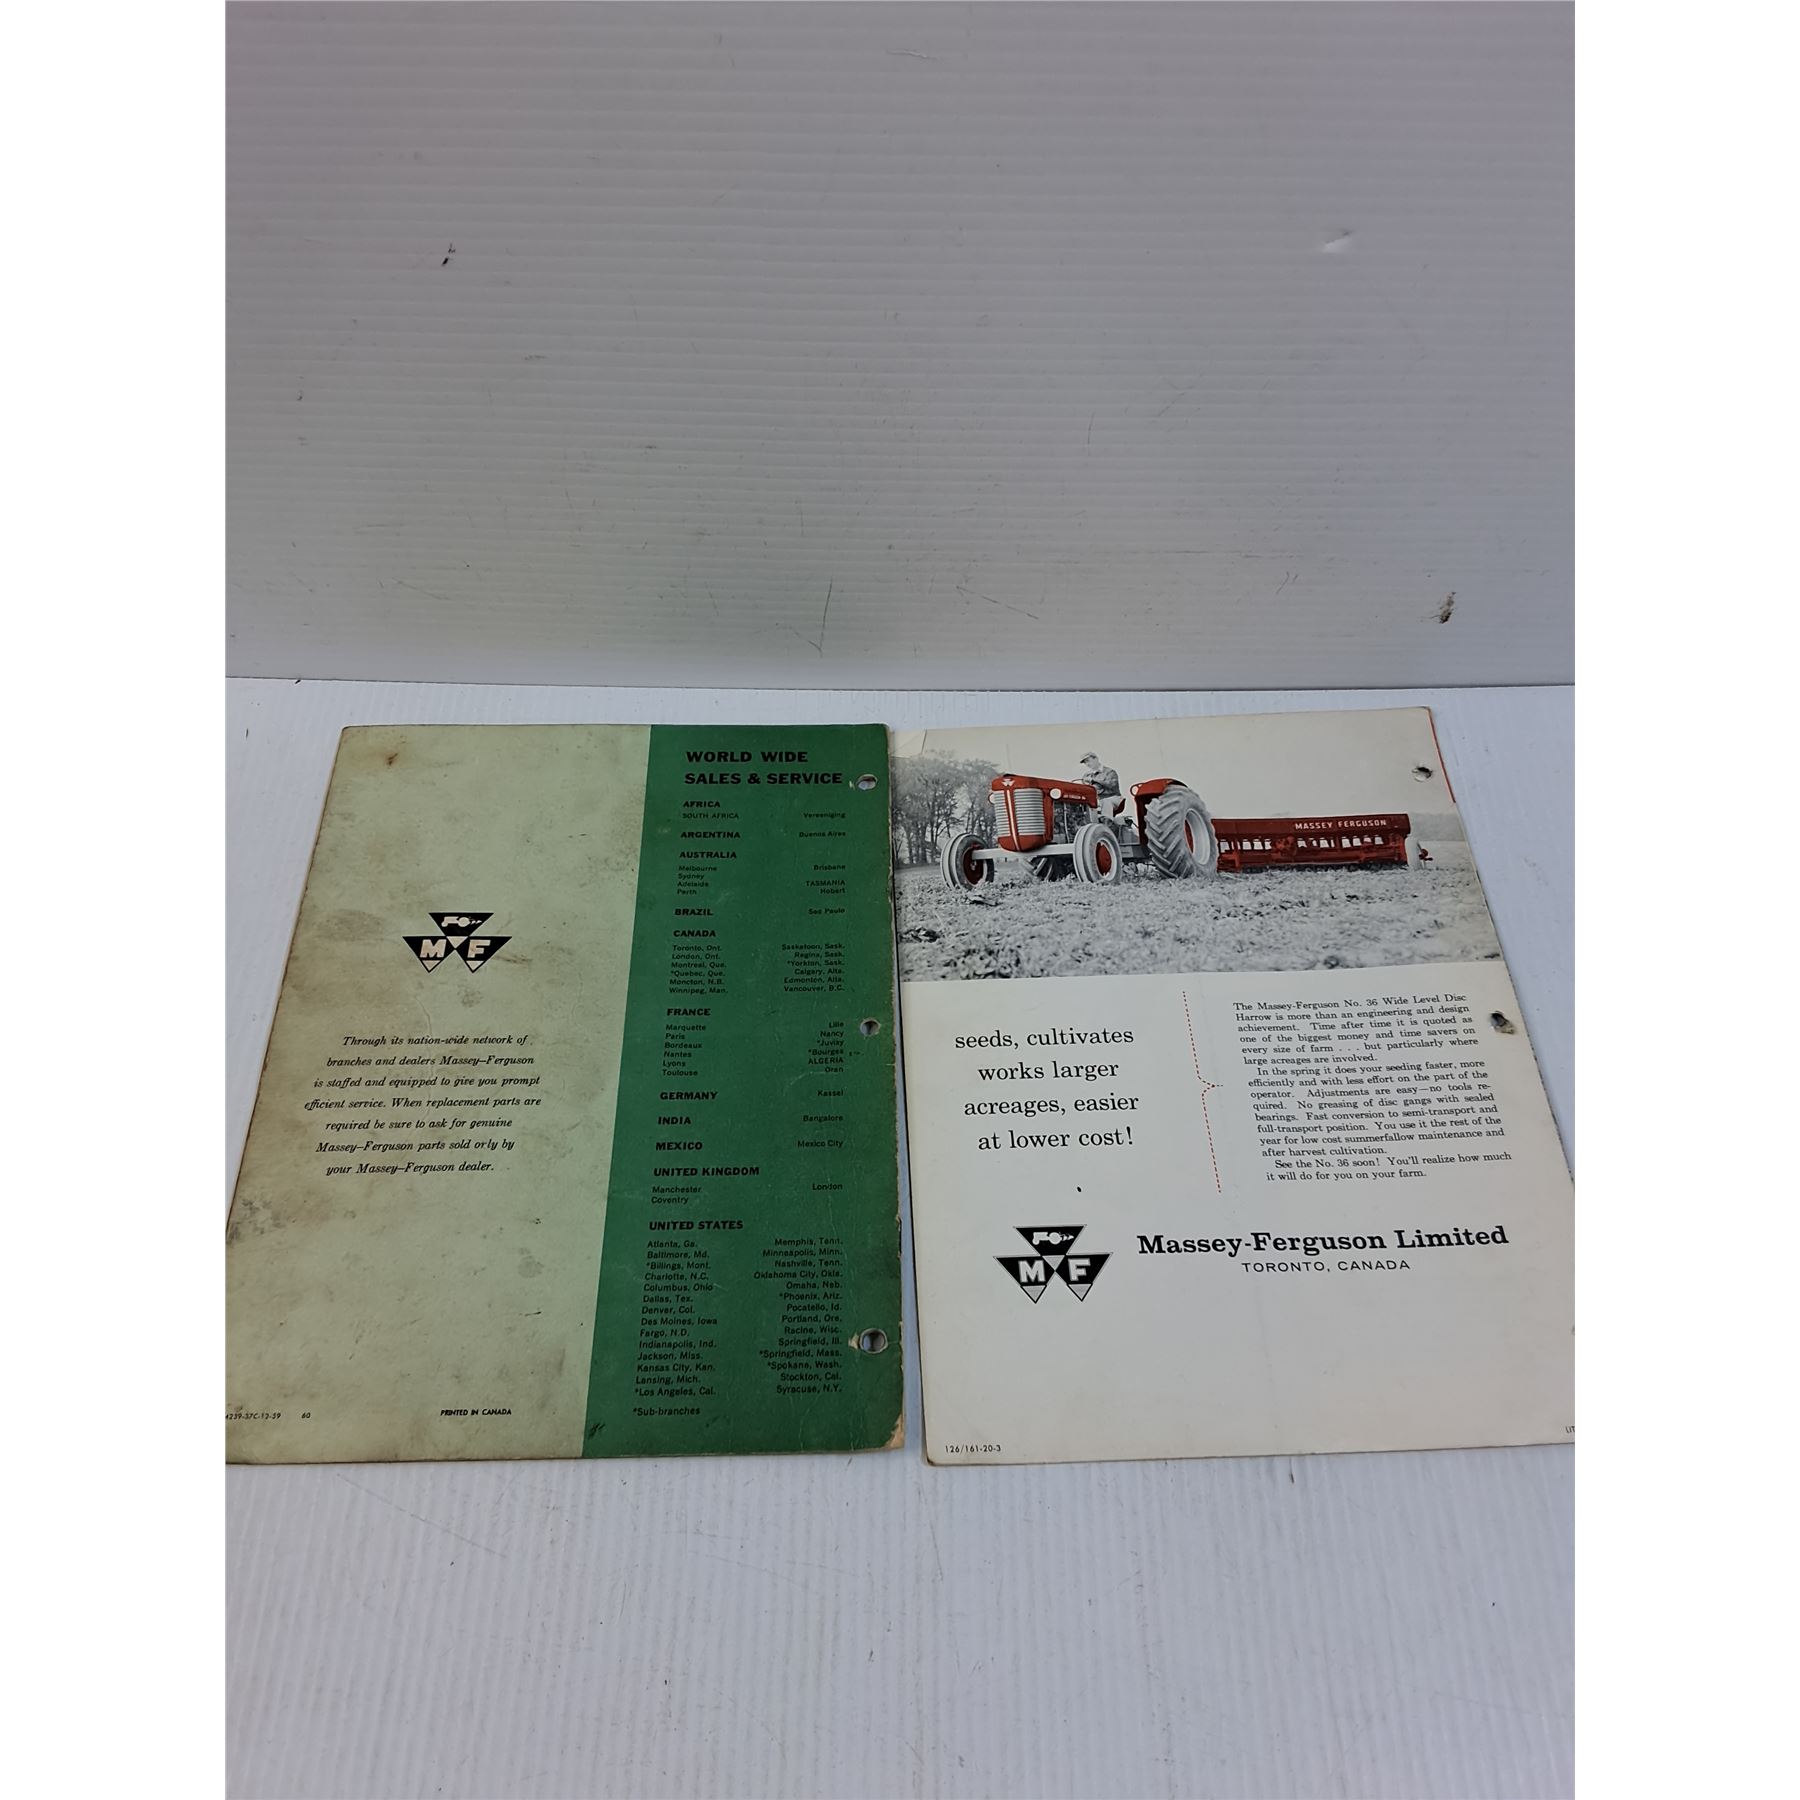 M F
Through its nation-wide network of
branches and dealers Massey-Ferguson
is staffed and equipped to give you prompt
efficient service. When replacement parts are
required be sure to ask for genuine
Massey-Ferguson parts sold only by
your Massey-Ferguson dealer.
4239-37C-12-59 60
PRINTED IN CANADA
WORLD WIDE
SALES & SERVICE
AFRICA
SOUTH AFRICA Vereeniging
ARGENTINA Buenos Aires
AUSTRALIA
Melbourne Brisbane
Sydney
Adelaide TASMANIA
Perth Hobart
BRAZIL Sao Paulo
CANADA
Toronto, Ont. Saskatoon, Sask.
London, Ont. Regina, Sask.
Montreal, Que. *Yorkton, Sask.
*Quebec, Que. Calgary, Alta.
Moncton, N.B. Edmonton, Alta.
Winnipeg, Man. Vancouver, B.C.
FRANCE
Marquette Lille
Paris Nancy
Bordeaux *Juvisy
Nantes *Bourges
Lyons ALGERIA
Toulouse Oran
GERMANY Kassel
INDIA Bangalore
MEXICO Mexico City
UNITED KINGDOM
Manchester London
Coventry
UNITED STATES
Atlanta, Ga. Memphis, Tenn.
Baltimore, Md. Minneapolis, Minn.
*Billings, Mont. Nashville, Tenn.
Charlotte, N.C. Oklahoma City, Okla.
Columbus, Ohio Omaha, Neb.
Dallas, Tex. *Phoenix, Ariz.
Denver, Col. Pocatello, Id.
Des Moines, Iowa Portland, Ore.
Fargo, N.D. Racine, Wisc.
Indianapolis, Ind. Springfield, Ill.
Jackson, Miss. *Springfield, Mass.
Kansas City, Kan. *Spokane, Wash.
Lansing, Mich. Stockton, Cal.
*Los Angeles, Cal. Syracuse, N.Y.
*Sub-branches
MASSEY FERGUSON
seeds, cultivates
works larger
acreages, easier
at lower cost!
The Massey-Ferguson No. 36 Wide Level Disc
Harrow is more than an engineering and design
achievement. Time after time it is quoted as
one of the biggest money and time savers on
every size of farm . . . but particularly where
large acreages are involved.
In the spring it does your seeding faster, more
efficiently and with less effort on the part of the
operator. Adjustments are easy—no tools re-
quired. No greasing of disc gangs with sealed
bearings. Fast conversion to semi-transport and
full-transport position. You use it the rest of the
year for low cost summerfallow maintenance and
after harvest cultivation.
See the No. 36 soon! You'll realize how much
it will do for you on your farm.
M F
Massey-Ferguson Limited
TORONTO, CANADA
126/161-20-3
LIT